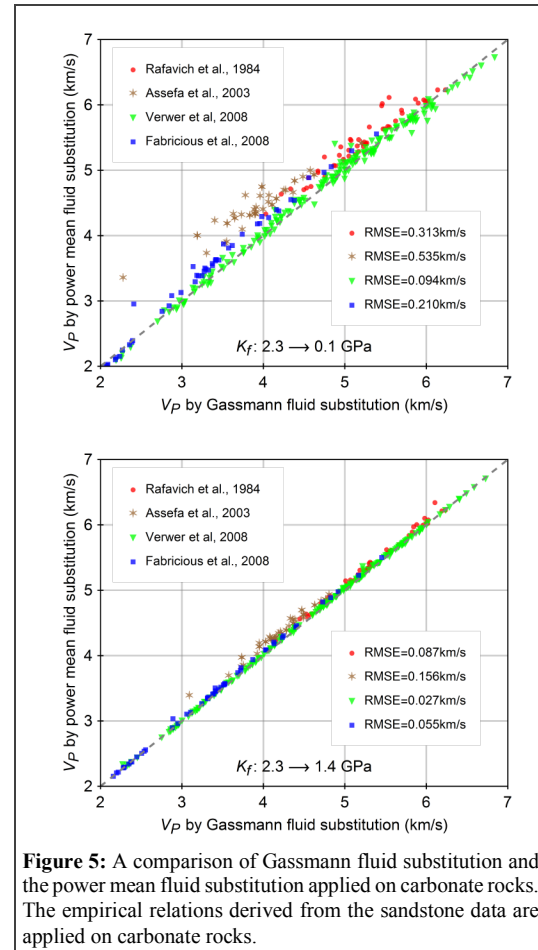 7
6
5
4
3
2
2 3 4 5 6 7
V_P by power mean fluid substitution (km/s)
Rafavich et al., 1984
Assefa et al., 2003
Verwer et al, 2008
Fabricious et al., 2008
RMSE=0.313km/s
RMSE=0.535km/s
RMSE=0.094km/s
RMSE=0.210km/s
K_f: 2.3 → 0.1 GPa
V_P by Gassmann fluid substitution (km/s)
7
6
5
4
3
2
2 3 4 5 6 7
V_P by power mean fluid substitution (km/s)
Rafavich et al., 1984
Assefa et al., 2003
Verwer et al, 2008
Fabricious et al., 2008
RMSE=0.087km/s
RMSE=0.156km/s
RMSE=0.027km/s
RMSE=0.055km/s
K_f: 2.3 → 1.4 GPa
V_P by Gassmann fluid substitution (km/s)
Figure 5: A comparison of Gassmann fluid substitution and
the power mean fluid substitution applied on carbonate rocks.
The empirical relations derived from the sandstone data are
applied on carbonate rocks.